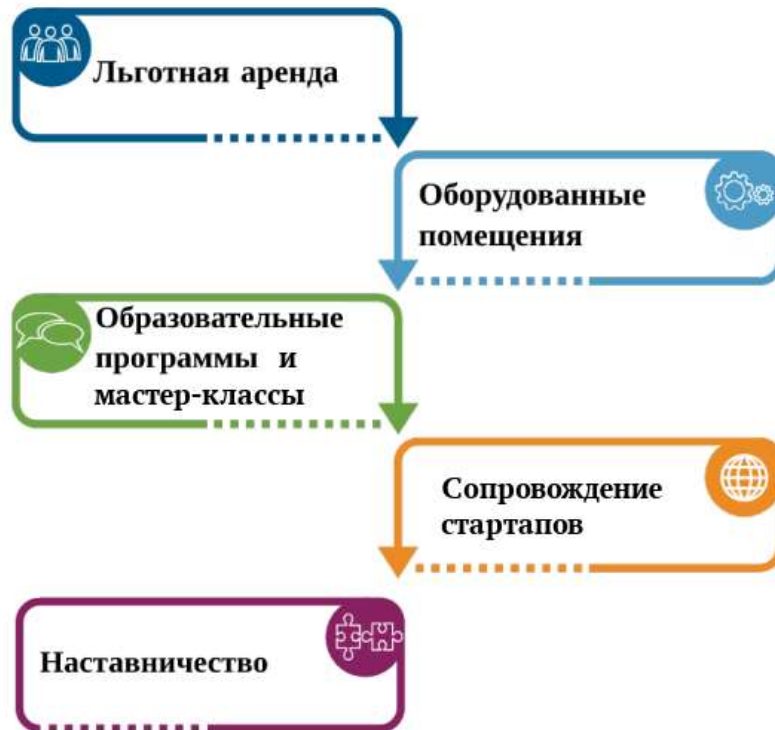 Льготная аренда
Оборудованные
помещения
Образовательные
программы и
мастер-классы
Сопровождение
стартапов
Наставничество